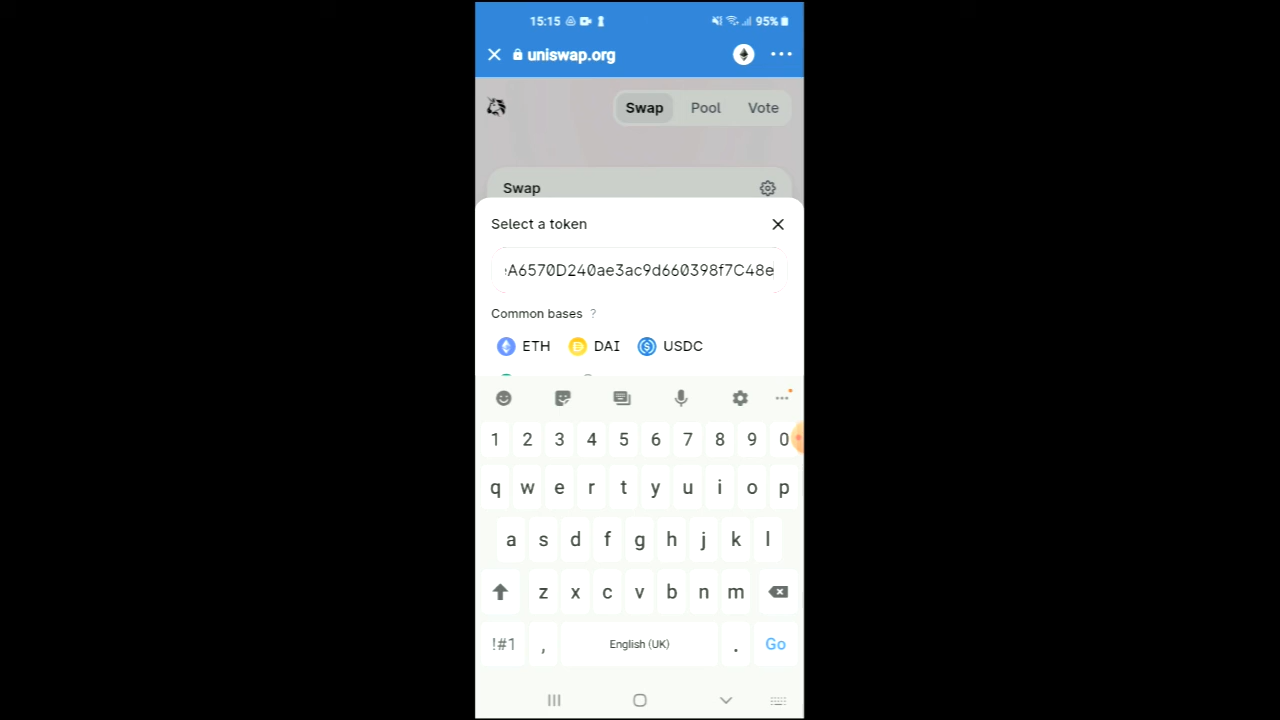 15:15 95%
uniswap.org
Swap Pool Vote
Swap
Select a token
A6570D240ae3ac9d660398f7C48e
Common bases ?
ETH DAI USDC
1 2 3 4 5 6 7 8 9 0
q w e r t y u i o p
a s d f g h j k l
z x c v b n m
!#1 , English (UK) . Go